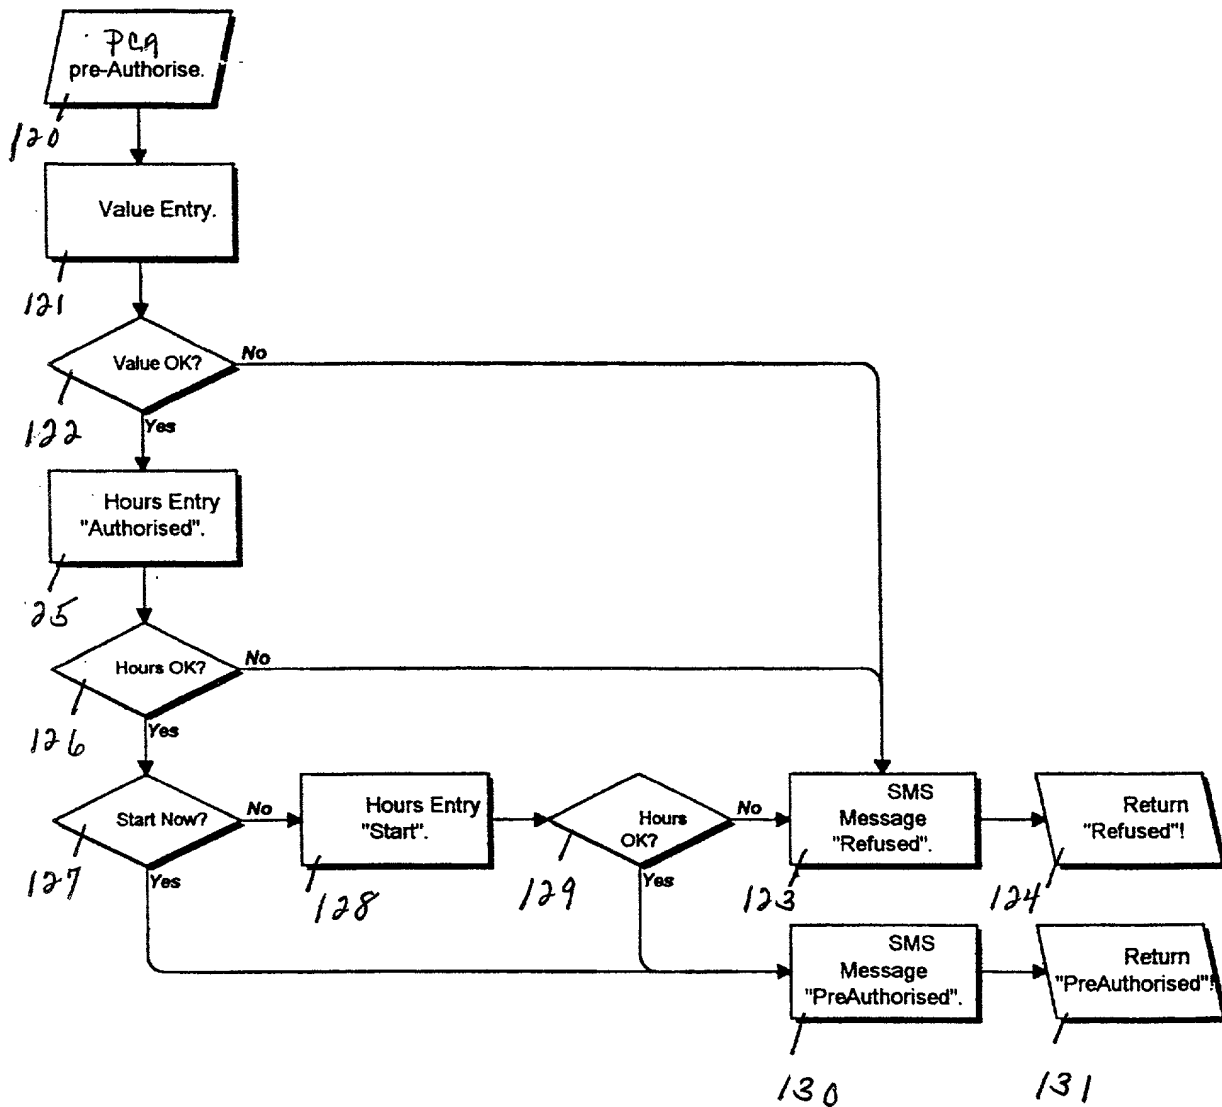 PCA
pre-Authorise.
120
Value Entry.
121
Value OK?
No
122
Yes
Hours Entry
"Authorised".
125
Hours OK?
No
126
Yes
Start Now?
No
Hours Entry
"Start".
Hours
OK?
No
SMS
Message
"Refused".
Return
"Refused"!
127
Yes
128
129
Yes
123
124
SMS
Message
"PreAuthorised".
Return
"PreAuthorised"!
130
131